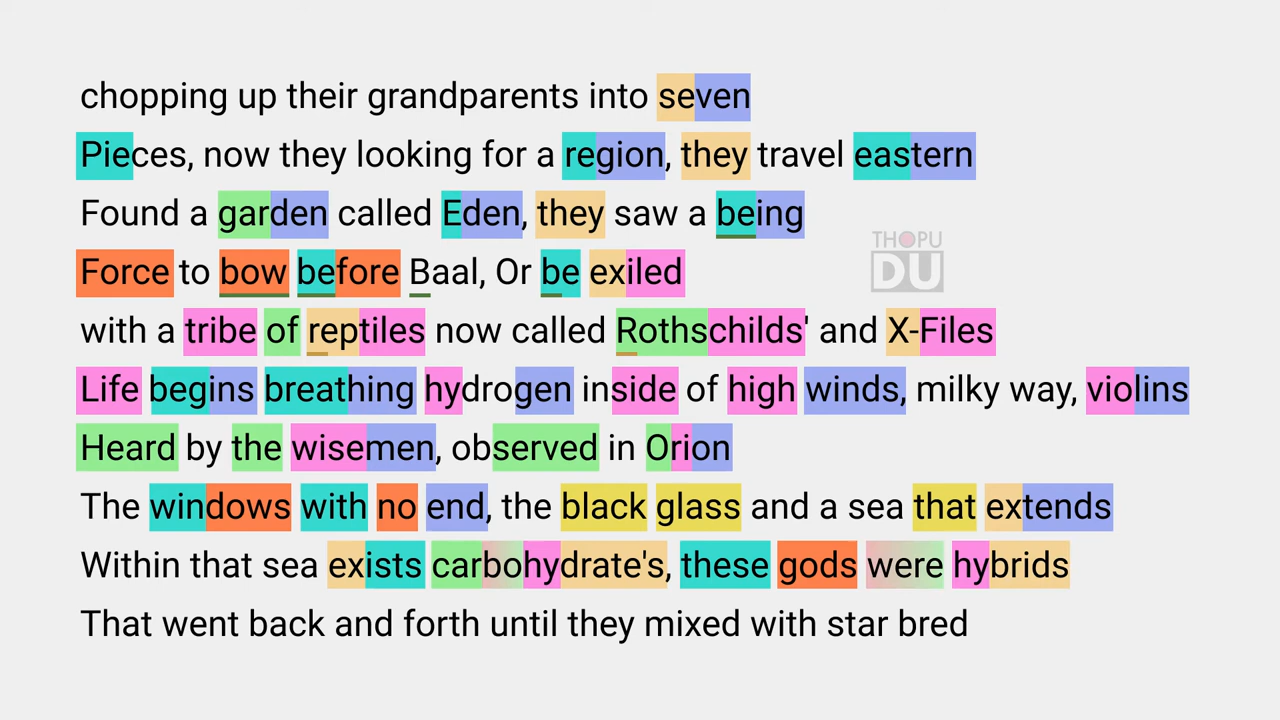 chopping up their grandparents into seven
Pieces, now they looking for a region, they travel eastern
Found a garden called Eden, they saw a being
THOPU
DU
Force to bow before Baal, Or be exiled
with a tribe of reptiles now called Rothschilds' and X-Files
Life begins breathing hydrogen inside of high winds, milky way, violins
Heard by the wisemen, observed in Orion
The windows with no end, the black glass and a sea that extends
Within that sea exists carbohydrate's, these gods were hybrids
That went back and forth until they mixed with star bred